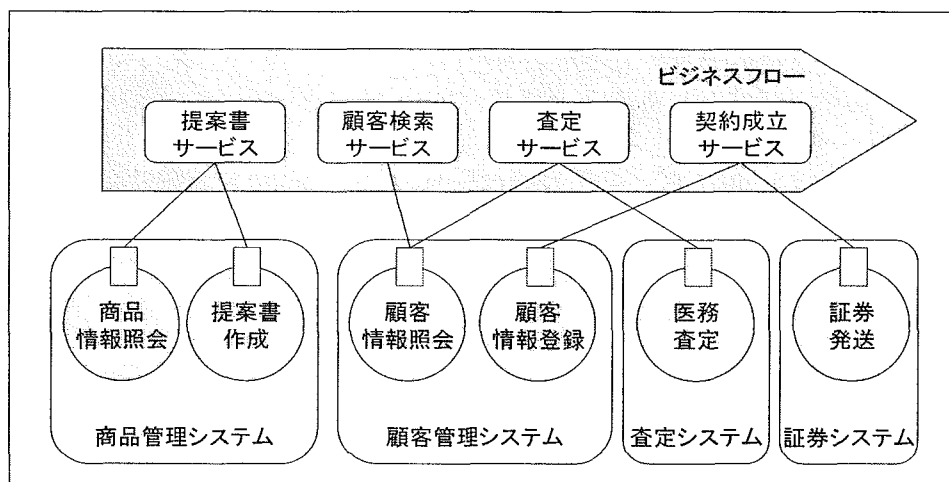 ビジネスフロー
提案書
サービス
顧客検索
サービス
査定
サービス
契約成立
サービス
商品
情報照会
提案書
作成
顧客
情報照会
顧客
情報登録
医務
査定
証券
発送
商品管理システム
顧客管理システム
査定システム
証券システム